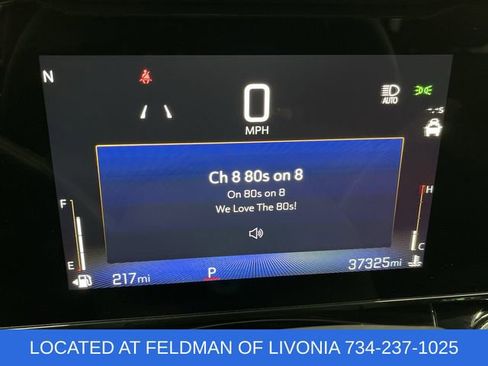 N
0
AUTO
MPH
-.-s
Ch 8 80s on 8
On 80s on 8
We Love The 80s!
F
H
E
C
217mi
P
37325mi
LOCATED AT FELDMAN OF LIVONIA 734-237-1025